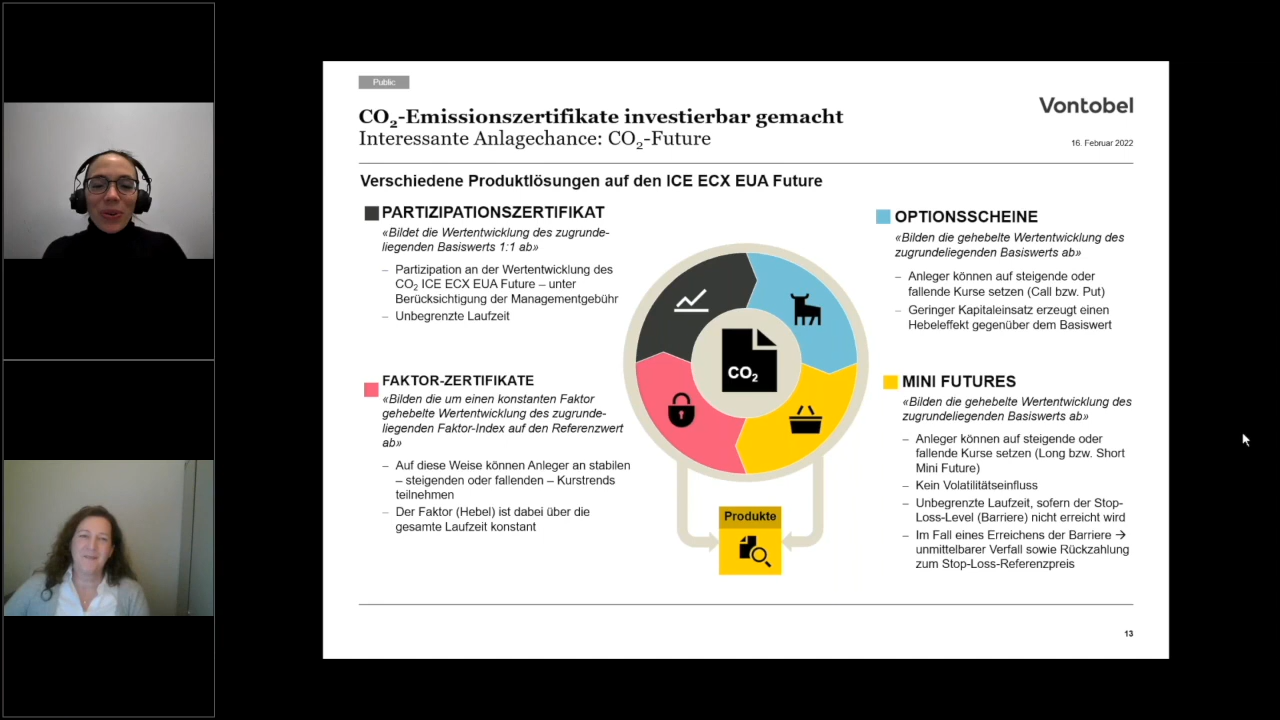 Public
CO₂-Emissionszertifikate investierbar gemacht
Interessante Anlagechance: CO₂-Future
Vontobel
16. Februar 2022
Verschiedene Produktlösungen auf den ICE ECX EUA Future
PARTIZIPATIONSZERTIFIKAT
«Bildet die Wertentwicklung des zugrunde-
liegenden Basiswerts 1:1 ab»
– Partizipation an der Wertentwicklung des
CO₂ ICE ECX EUA Future – unter
Berücksichtigung der Managementgebühr
– Unbegrenzte Laufzeit
FAKTOR-ZERTIFIKATE
«Bilden die um einen konstanten Faktor
gehebelte Wertentwicklung des zugrunde-
liegenden Faktor-Index auf den Referenzwert
ab»
– Auf diese Weise können Anleger an stabilen
– steigenden oder fallenden – Kurstrends
teilnehmen
– Der Faktor (Hebel) ist dabei über die
gesamte Laufzeit konstant
CO₂
Produkte
OPTIONSSCHEINE
«Bilden die gehebelte Wertentwicklung des
zugrundeliegenden Basiswerts ab»
– Anleger können auf steigende oder
fallende Kurse setzen (Call bzw. Put)
– Geringer Kapitaleinsatz erzeugt einen
Hebeleffekt gegenüber dem Basiswert
MINI FUTURES
«Bilden die gehebelte Wertentwicklung des
zugrundeliegenden Basiswerts ab»
– Anleger können auf steigende oder
fallende Kurse setzen (Long bzw. Short
Mini Future)
– Kein Volatilitätseinfluss
– Unbegrenzte Laufzeit, sofern der Stop-
Loss-Level (Barriere) nicht erreicht wird
– Im Fall eines Erreichens der Barriere →
unmittelbarer Verfall sowie Rückzahlung
zum Stop-Loss-Referenzpreis
13